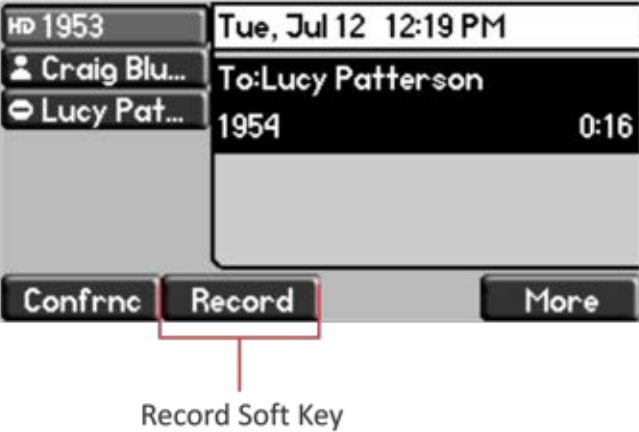 HD 1953
Tue, Jul 12 12:19 PM
Craig Blu...
Lucy Pat...
To:Lucy Patterson
1954 0:16
Confrnc Record More
Record Soft Key